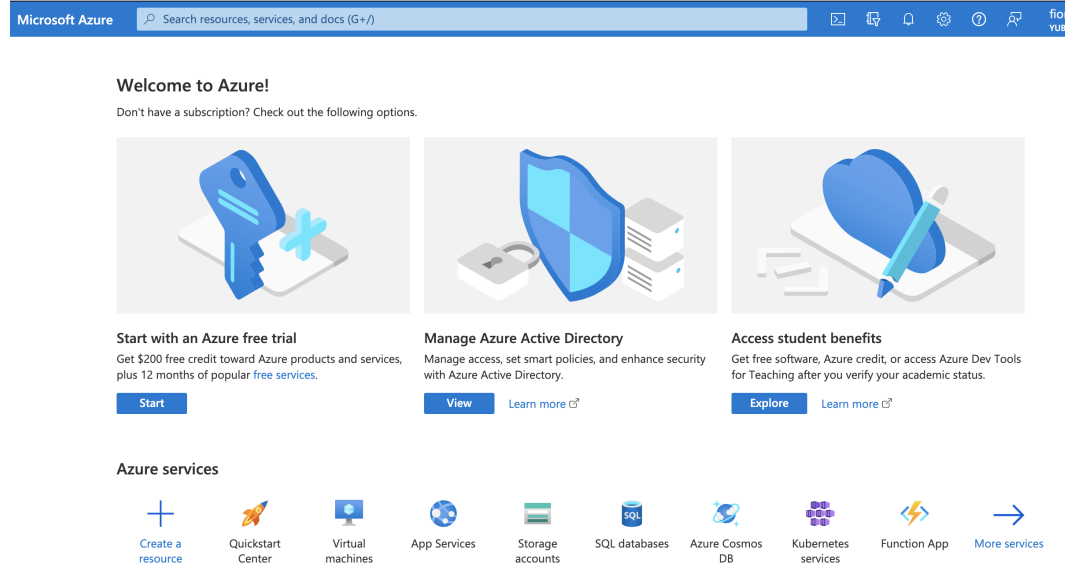 Microsoft Azure
Search resources, services, and docs (G+/)
Welcome to Azure!
Don't have a subscription? Check out the following options.
Start with an Azure free trial
Get $200 free credit toward Azure products and services,
plus 12 months of popular free services.
Start
Manage Azure Active Directory
Manage access, set smart policies, and enhance security
with Azure Active Directory.
View
Learn more
Access student benefits
Get free software, Azure credit, or access Azure Dev Tools
for Teaching after you verify your academic status.
Explore
Learn more
Azure services
Create a
resource
Quickstart
Center
Virtual
machines
App Services
Storage
accounts
SQL
SQL databases
Azure Cosmos
DB
Kubernetes
services
Function App
More services